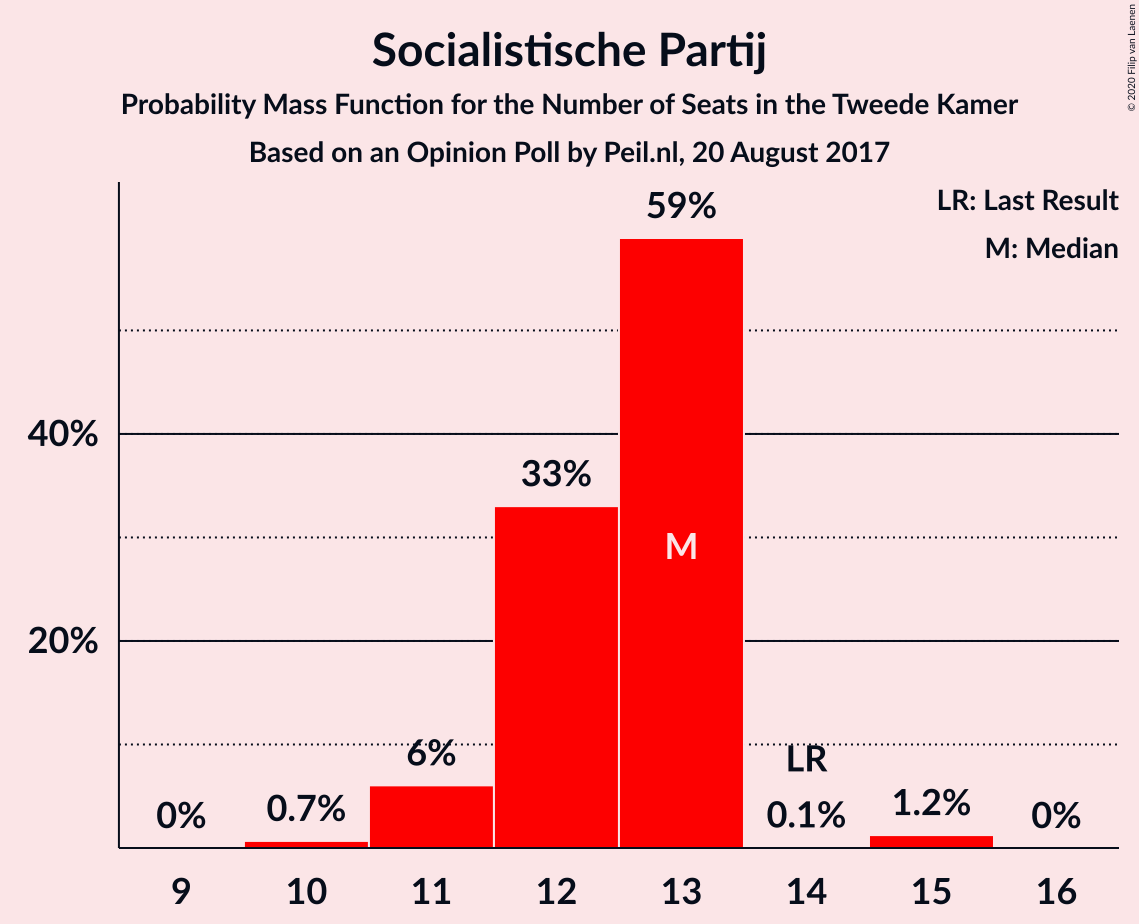 Socialistische Partij
Probability Mass Function for the Number of Seats in the Tweede Kamer
Based on an Opinion Poll by Peil.nl, 20 August 2017
© 2020 Filip van Laenen
LR: Last Result
M: Median
59%
40%
33%
M
20%
6%
LR
0%
0.7%
0.1%
1.2%
0%
9
10
11
12
13
14
15
16